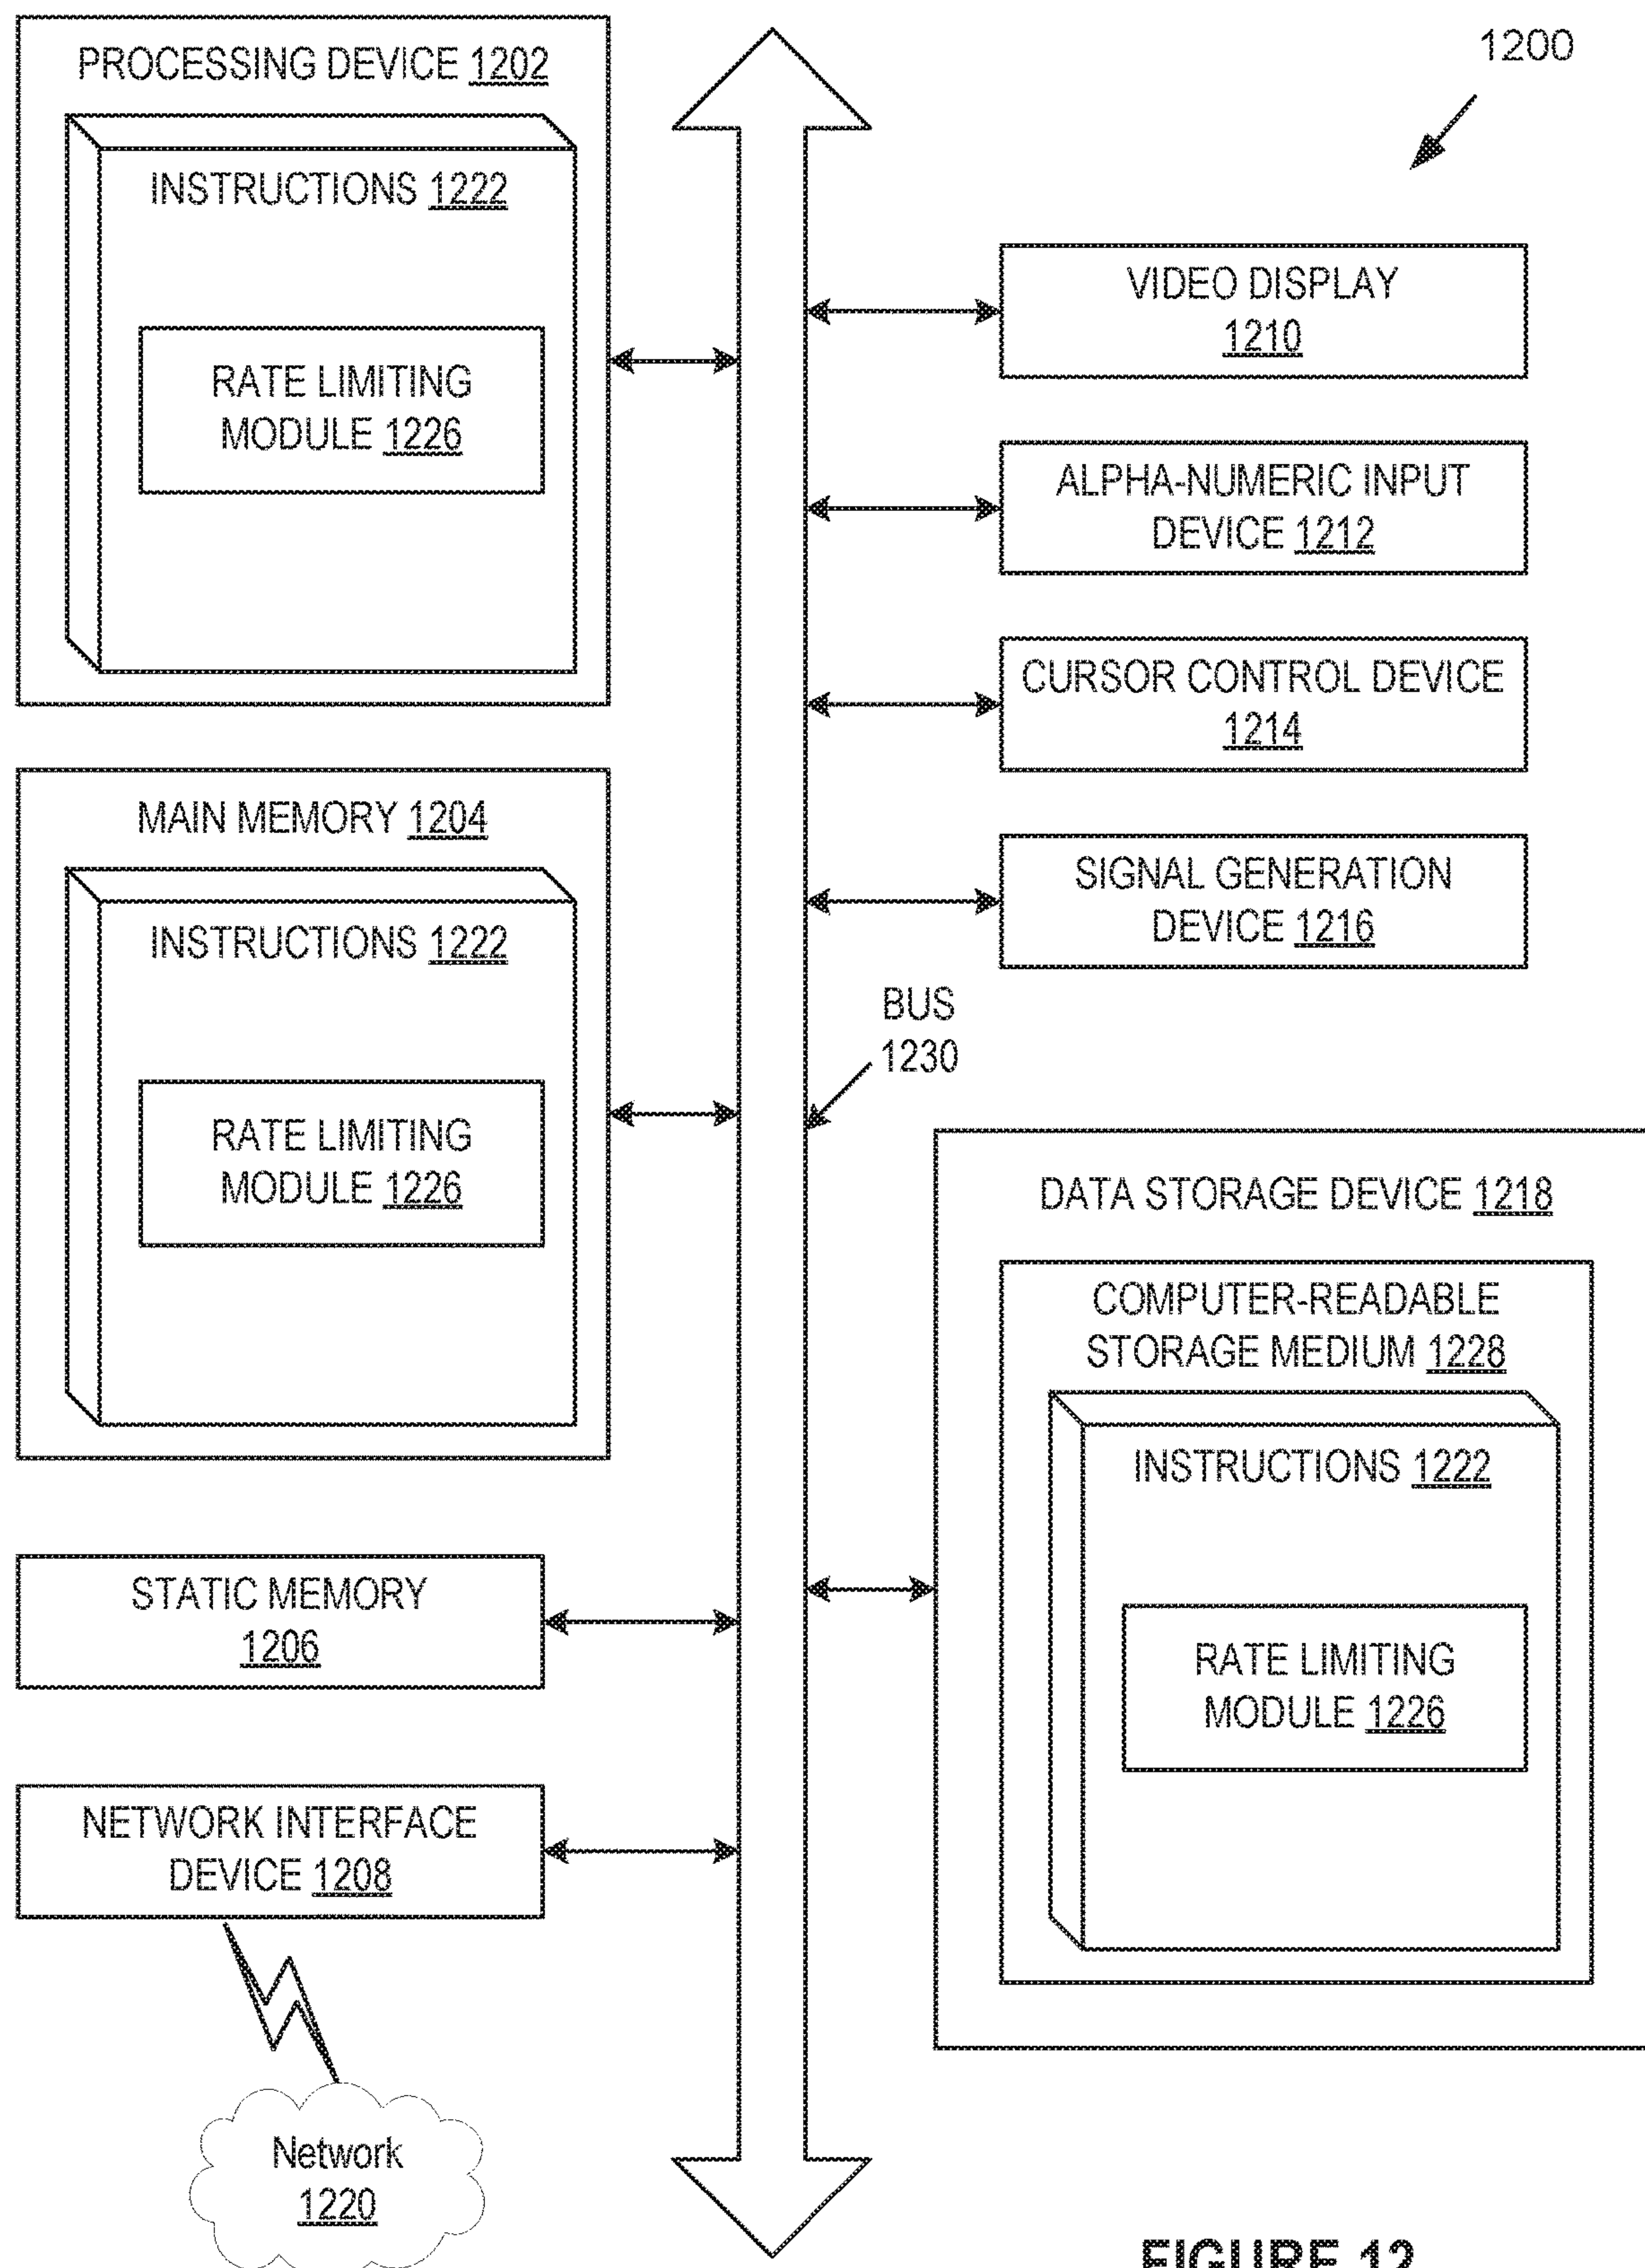 PROCESSING DEVICE 1202
INSTRUCTIONS 1222
RATE LIMITING
MODULE 1226
MAIN MEMORY 1204
INSTRUCTIONS 1222
RATE LIMITING
MODULE 1226
STATIC MEMORY
1206
NETWORK INTERFACE
DEVICE 1208
Network
1220
1200
VIDEO DISPLAY
1210
ALPHA-NUMERIC INPUT
DEVICE 1212
CURSOR CONTROL DEVICE
1214
SIGNAL GENERATION
DEVICE 1216
BUS
1230
DATA STORAGE DEVICE 1218
COMPUTER-READABLE
STORAGE MEDIUM 1228
INSTRUCTIONS 1222
RATE LIMITING
MODULE 1226
FIGURE 12